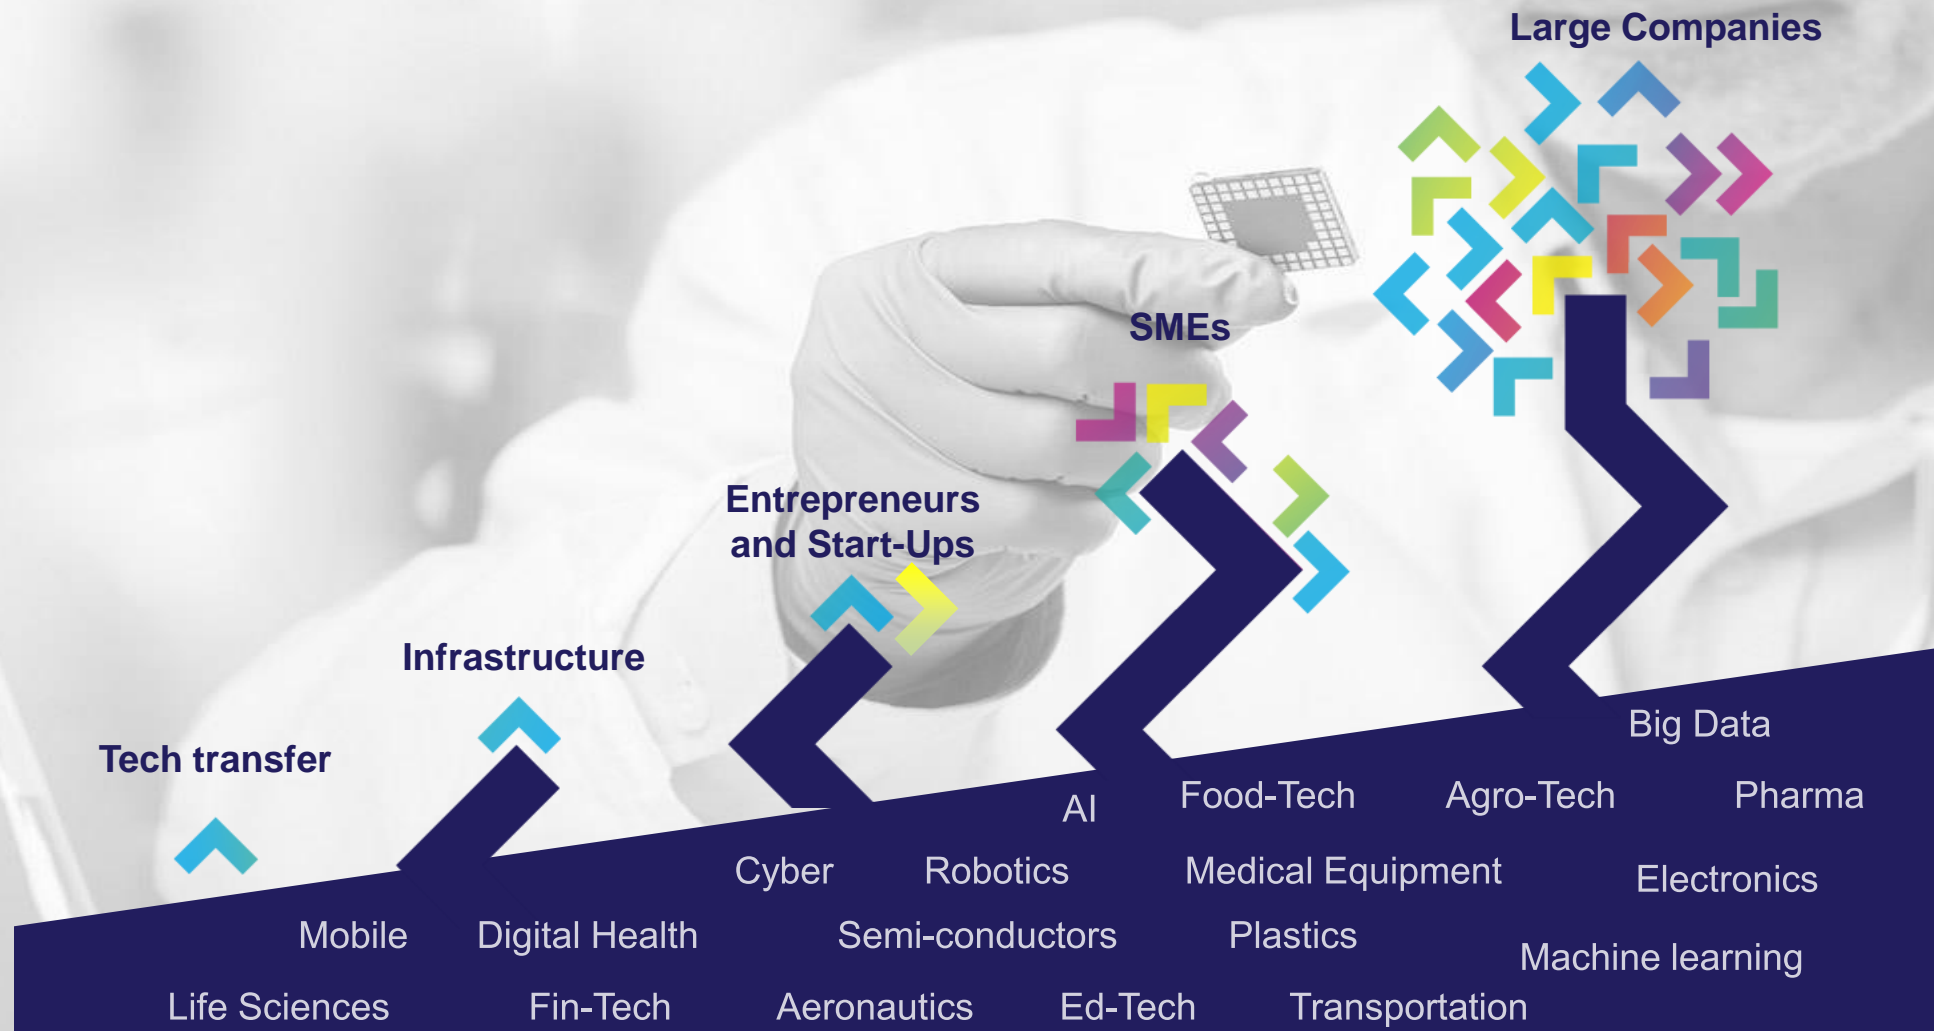 Large Companies
SMEs
Entrepreneurs
and Start-Ups
Infrastructure
Tech transfer
Big Data
AI
Food-Tech
Agro-Tech
Pharma
Cyber
Robotics
Medical Equipment
Electronics
Mobile
Digital Health
Semi-conductors
Plastics
Machine learning
Life Sciences
Fin-Tech
Aeronautics
Ed-Tech
Transportation